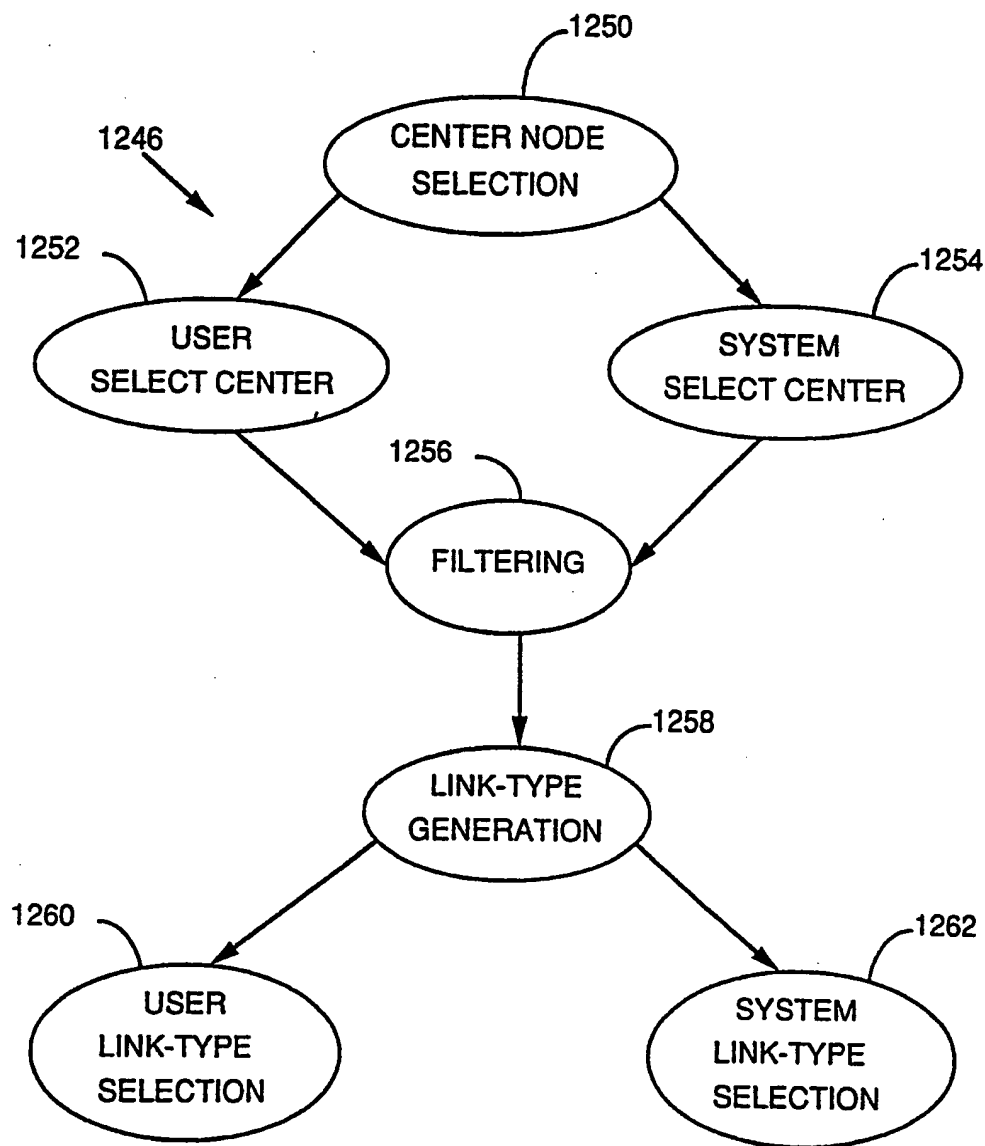 1250
CENTER NODE
SELECTION
1246
1252
USER
SELECT CENTER
1254
SYSTEM
SELECT CENTER
1256
FILTERING
1258
LINK-TYPE
GENERATION
1260
USER
LINK-TYPE
SELECTION
1262
SYSTEM
LINK-TYPE
SELECTION